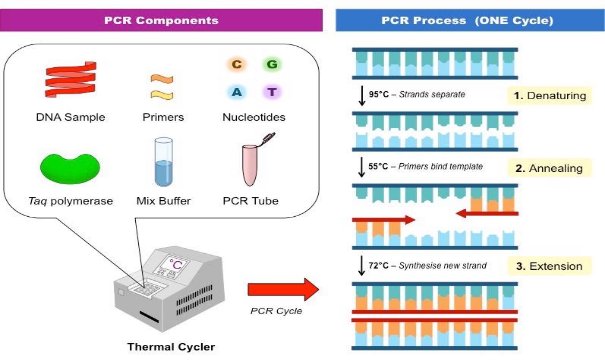 PCR Components
C G
DNA Sample Primers A T Nucleotides
Taq polymerase Mix Buffer PCR Tube
°C
PCR Cycle
Thermal Cycler
PCR Process (ONE Cycle)
95°C – Strands separate
1. Denaturing
55°C – Primers bind template
2. Annealing
72°C – Synthesise new strand
3. Extension